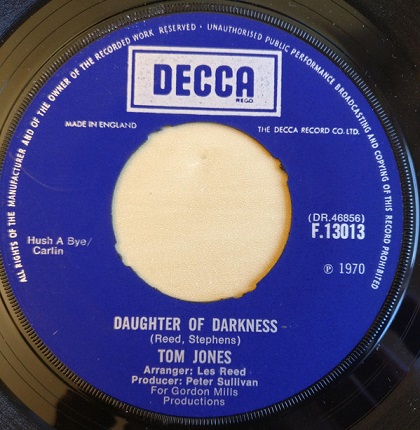 ALL RIGHTS OF THE MANUFACTURER AND OF THE OWNER OF THE RECORDED WORK RESERVED · UNAUTHORISED PUBLIC PERFORMANCE BROADCASTING AND COPYING OF THIS RECORD PROHIBITED
DECCA
REGD
MADE IN ENGLAND
THE DECCA RECORD CO. LTD.
(DR.46856)
F.13013
Hush A Bye/
Carlin
℗ 1970
DAUGHTER OF DARKNESS
(Reed, Stephens)
TOM JONES
Arranger: Les Reed
Producer: Peter Sullivan
For Gordon Mills
Productions